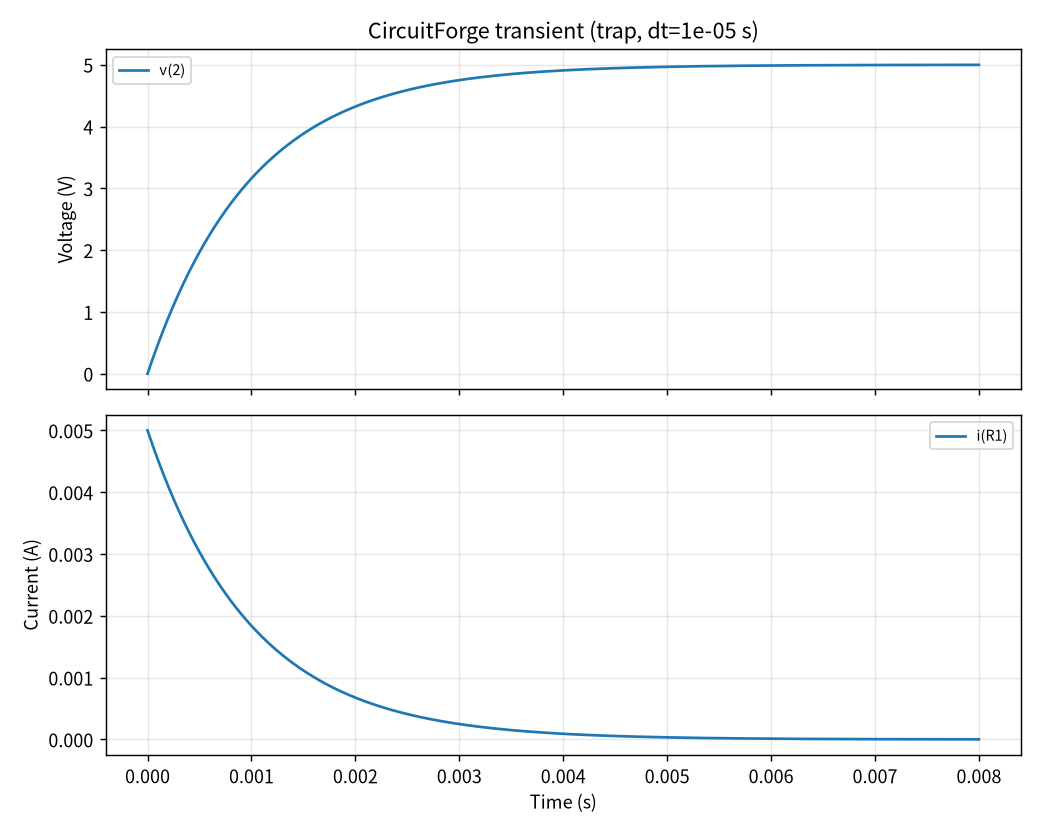 CircuitForge transient (trap, dt=1e-05 s)
v(2)
5
4
3
2
1
0
Voltage (V)
i(R1)
0.005
0.004
0.003
0.002
0.001
0.000
Current (A)
0.000 0.001 0.002 0.003 0.004 0.005 0.006 0.007 0.008
Time (s)